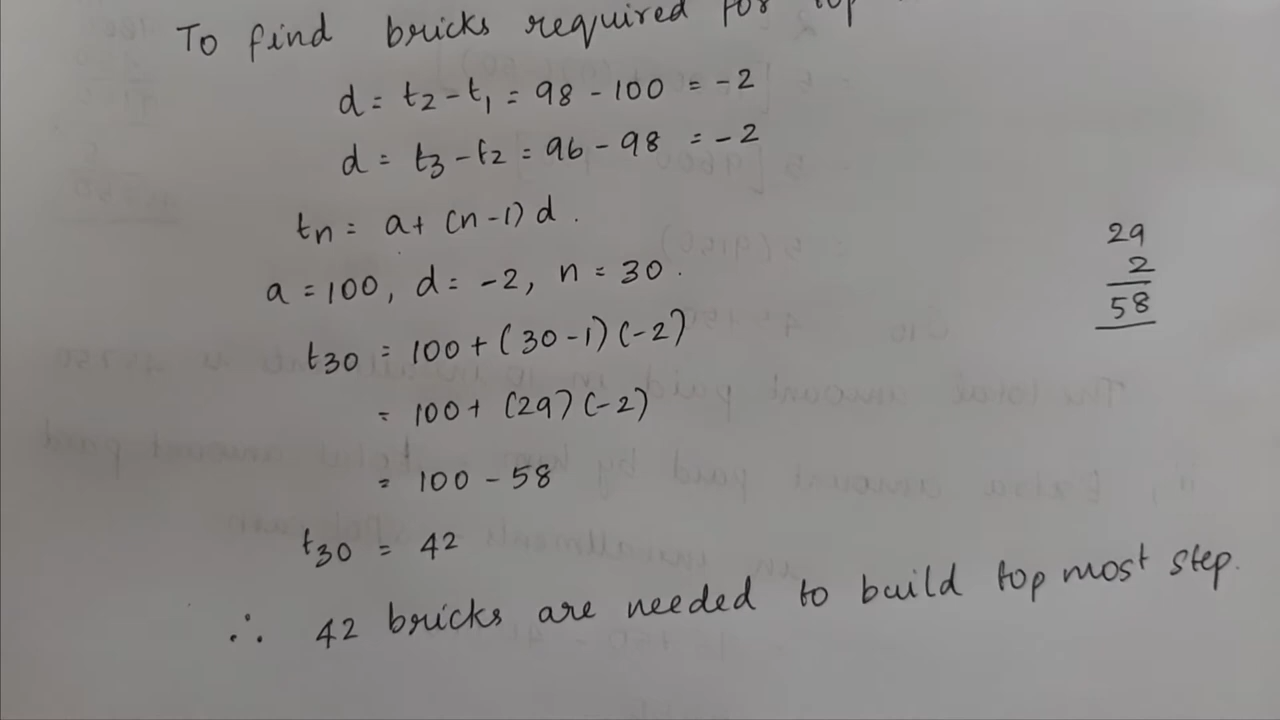 To find bricks required for top
d = t2 - t1 = 98 - 100 = -2
d = t3 - t2 = 96 - 98 = -2
tn = a + (n-1) d.
a = 100, d = -2, n = 30.
t30 = 100 + (30-1) (-2)
= 100 + (29) (-2)
= 100 - 58
t30 = 42
∴ 42 bricks are needed to build top most step.
29
2
58